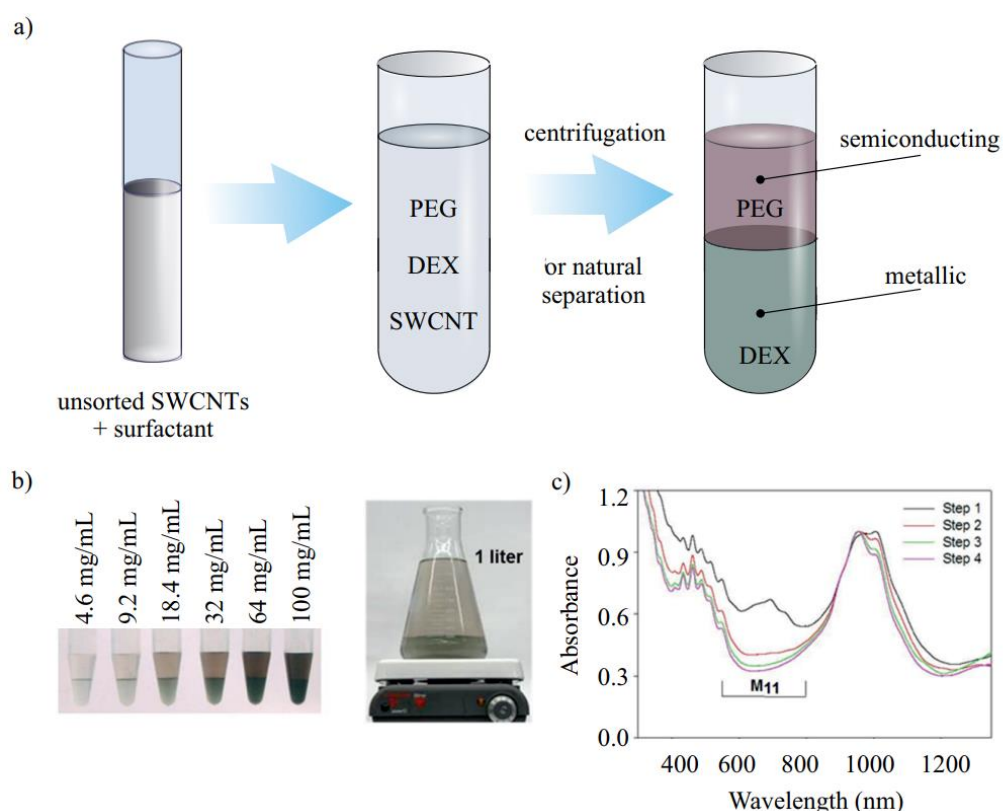 a)
centrifugation
semiconducting
PEG
PEG
DEX
or natural
separation
metallic
SWCNT
DEX
unsorted SWCNTs
+ surfactant
b)
4.6 mg/mL
9.2 mg/mL
18.4 mg/mL
32 mg/mL
64 mg/mL
100 mg/mL
1 liter
c)
1.2
0.9
0.6
0.3
0.0
Absorbance
Step 1
Step 2
Step 3
Step 4
M11
400
600
800
1000
1200
Wavelength (nm)